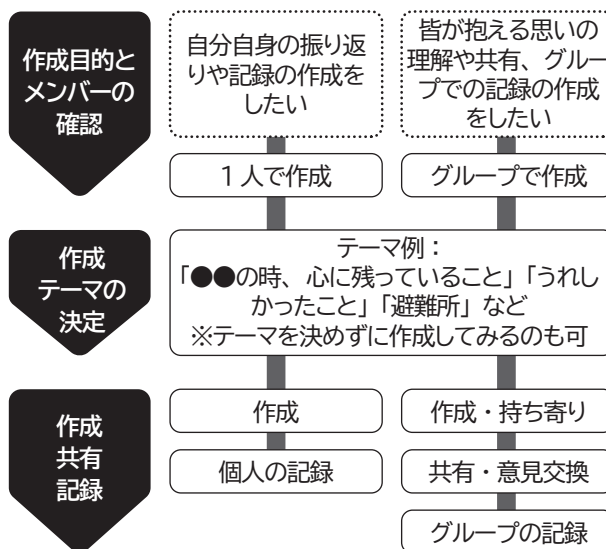 作成目的と
メンバーの
確認
自分自身の振り返
りや記録の作成を
したい
皆が抱える思いの
理解や共有、グルー
プでの記録の作成
をしたい
1人で作成
グループで作成
作成
テーマの
決定
テーマ例：
「●●の時、心に残っていること」「うれし
かったこと」「避難所」など
※テーマを決めずに作成してみるのも可
作成
共有
記録
作成
個人の記録
作成・持ち寄り
共有・意見交換
グループの記録